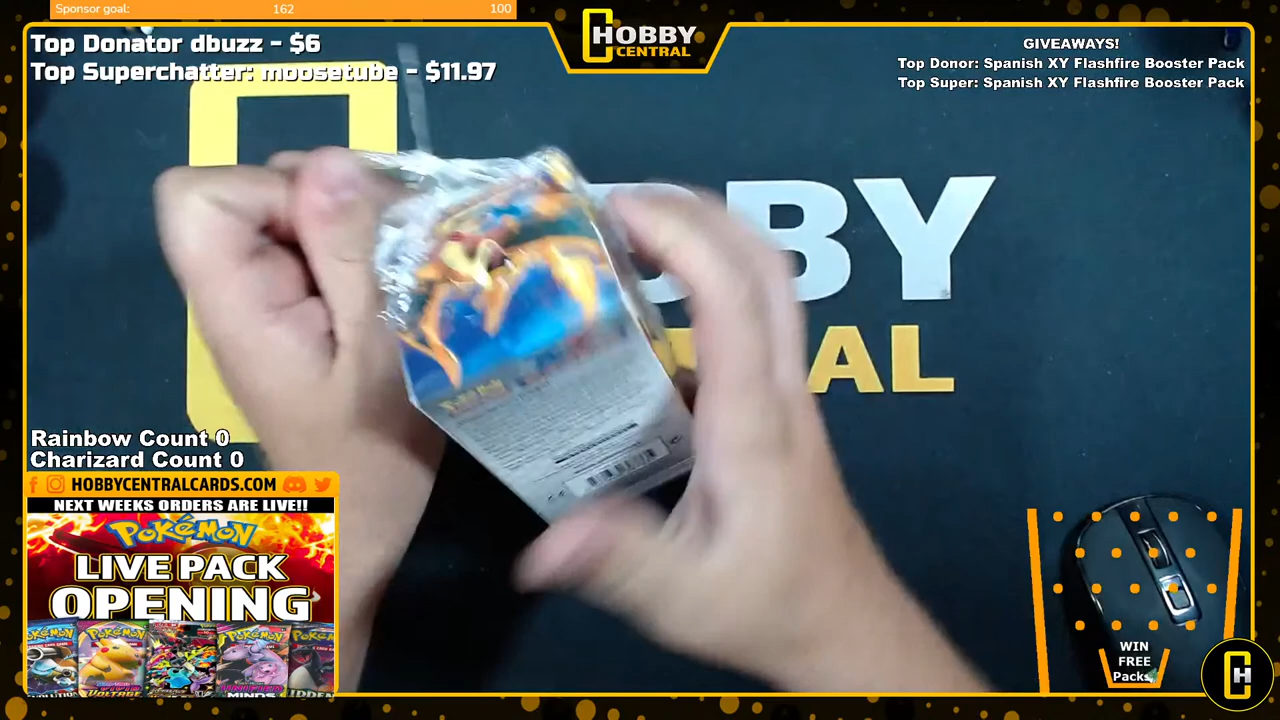 Sponsor goal: 162 100
Top Donator dbuzz - $6
Top Superchatter: moosetube - $11.97
HOBBY
CENTRAL
GIVEAWAYS!
Top Donor: Spanish XY Flashfire Booster Pack
Top Super: Spanish XY Flashfire Booster Pack
BY
AL
Rainbow Count 0
Charizard Count 0
HOBBYCENTRALCARDS.COM
NEXT WEEKS ORDERS ARE LIVE!!
POKéMON
LIVE PACK
OPENING
WIN
FREE
Packs
CH